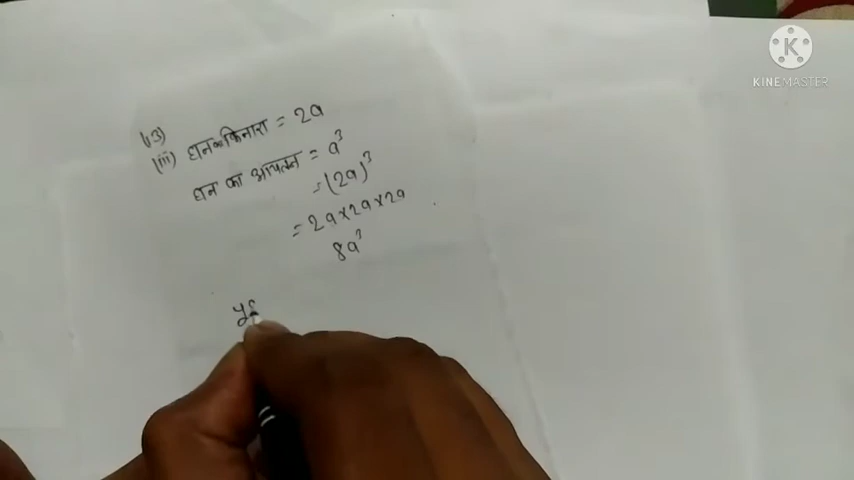 (13)
(iii) घन का किनारा = 2a
घन का आयतन = a³
= (2a)³
= 2a×2a×2a
8a³
पृ
K
KINEMASTER